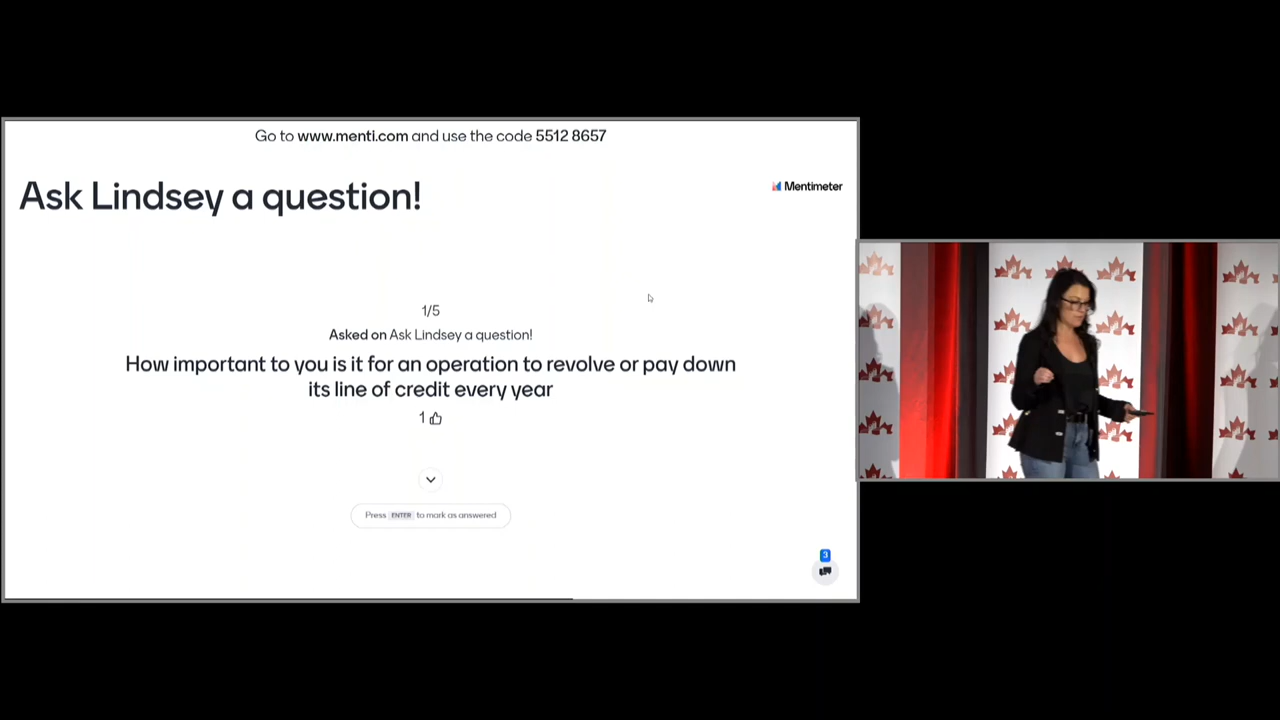 Go to www.menti.com and use the code 5512 8657
Ask Lindsey a question!
Mentimeter
1/5
Asked on Ask Lindsey a question!
How important to you is it for an operation to revolve or pay down
its line of credit every year
1
Press ENTER to mark as answered
3